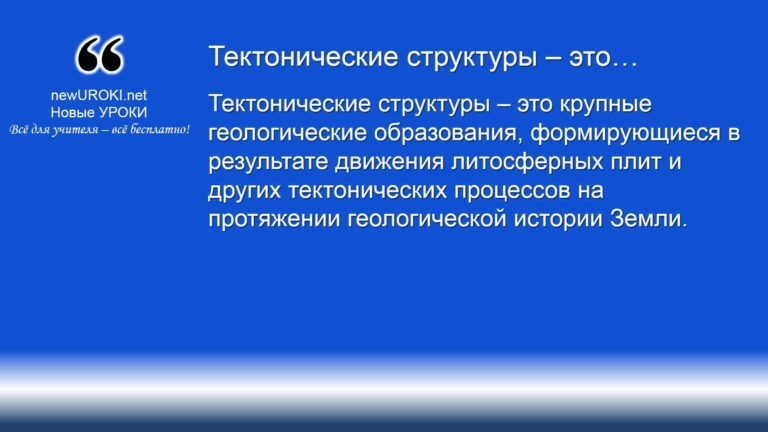 ❝
newUROKI.net
Новые УРОКИ
Всё для учителя – всё бесплатно!
Тектонические структуры – это…
Тектонические структуры – это крупные
геологические образования, формирующиеся в
результате движения литосферных плит и
других тектонических процессов на
протяжении геологической истории Земли.